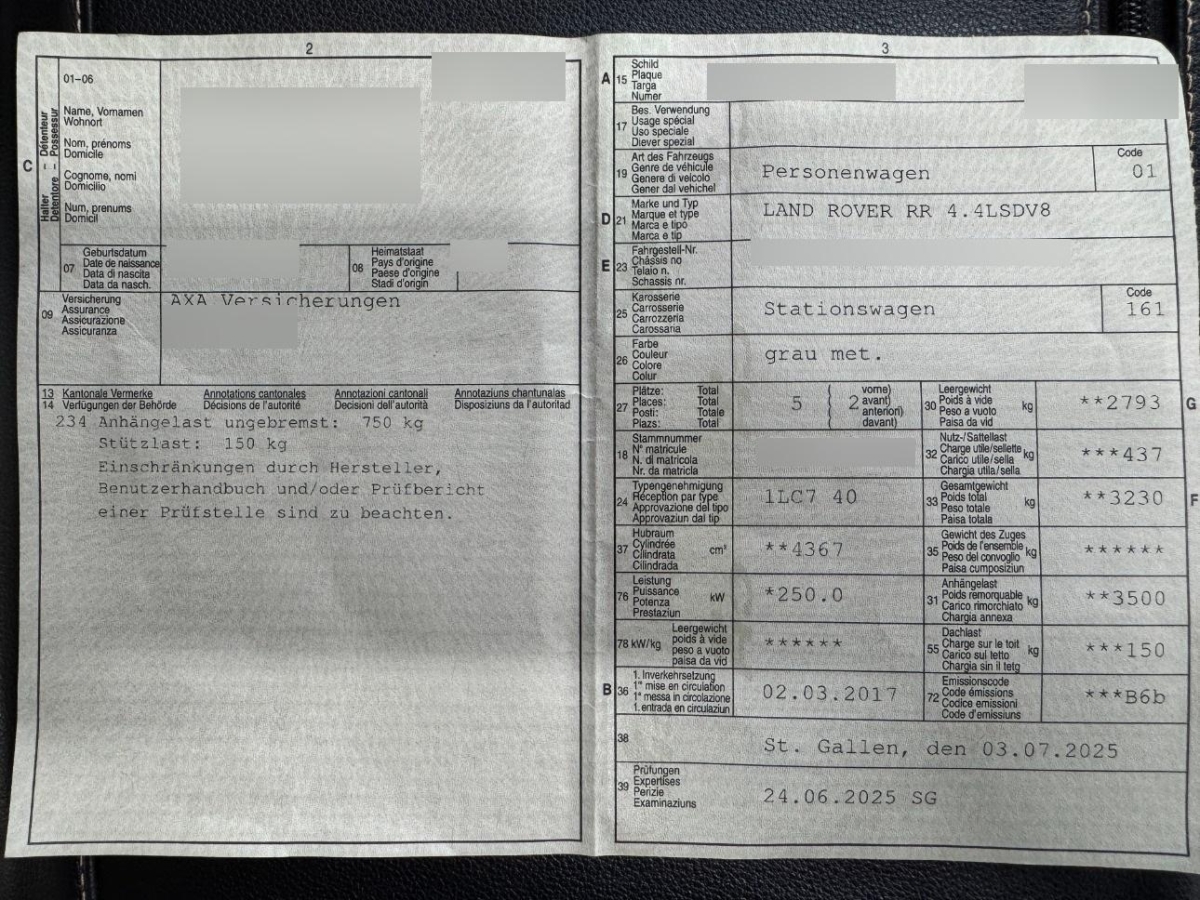 2
01-06
C
Halter – Détenteur
Detentore – Possessur
Name, Vornamen
Wohnort
Nom, prénoms
Domicile
Cognome, nomi
Domicilio
Num, prenums
Domicil
07
Geburtsdatum
Date de naissance
Data di nascita
Data da nasch.
08
Heimatstaat
Pays d'origine
Paese d'origine
Stadi d'origin
09
Versicherung
Assurance
Assicurazione
Assicuranza
AXA Versicherungen
13 Kantonale Vermerke Annotations cantonales Annotazioni cantonali Annotaziuns chantunalas
14 Verfügungen der Behörde Décisions de l'autorité Decisioni dell'autorità Disposiziuns da l'autoritad
234 Anhängelast ungebremst: 750 kg
Stützlast: 150 kg
Einschränkungen durch Hersteller,
Benutzerhandbuch und/oder Prüfbericht
einer Prüfstelle sind zu beachten.
3
A 15
Schild
Plaque
Targa
Numer
17
Bes. Verwendung
Usage spécial
Uso speciale
Diever spezial
19
Art des Fahrzeugs
Genre de véhicule
Genere di veicolo
Gener dal vehichel
Personenwagen
Code
01
D 21
Marke und Typ
Marque et type
Marca e tipo
Marca e tip
LAND ROVER RR 4.4LSDV8
E 23
Fahrgestell-Nr.
Châssis no
Telaio n.
Schassis nr.
25
Karosserie
Carrosserie
Carrozzeria
Carossaria
Stationswagen
Code
161
26
Farbe
Couleur
Colore
Colur
grau met.
27
Plätze: Total
Places: Total
Posti: Totale
Plazs: Total
5
( vorne)
( 2 avant)
( anteriori)
( davant)
30
Leergewicht
Poids à vide
Peso a vuoto
Paisa da vid
kg
**2793
G
18
Stammnummer
N° matricule
N. di matricola
Nr. da matricla
32
Nutz-/Sattellast
Charge utile/sellette
Carico utile/sella
Chargia utila/sella
kg
***437
24
Typengenehmigung
Réception par type
Approvazione del tipo
Approvaziun dal tip
1LC7 40
33
Gesamtgewicht
Poids total
Peso totale
Paisa totala
kg
**3230
F
37
Hubraum
Cylindrée
Cilindrata
Cilindrada
cm³
**4367
35
Gewicht des Zuges
Poids de l'ensemble
Peso del convoglio
Paisa cumposiziun
kg
******
76
Leistung
Puissance
Potenza
Prestaziun
kW
*250.0
31
Anhängelast
Poids remorquable
Carico rimorchiato
Chargia annexa
kg
**3500
78 kW/kg
Leergewicht
poids à vide
peso a vuoto
paisa da vid
******
55
Dachlast
Charge sur le toit
Carico sul tetto
Chargia sin il tetg
kg
***150
B 36
1. Inverkehrsetzung
1re mise en circulation
1a messa in circolazione
1. entrada en circulaziun
02.03.2017
72
Emissionscode
Code émissions
Codice emissioni
Code d'emissiuns
***B6b
38
St. Gallen, den 03.07.2025
39
Prüfungen
Expertises
Perizie
Examinaziuns
24.06.2025 SG